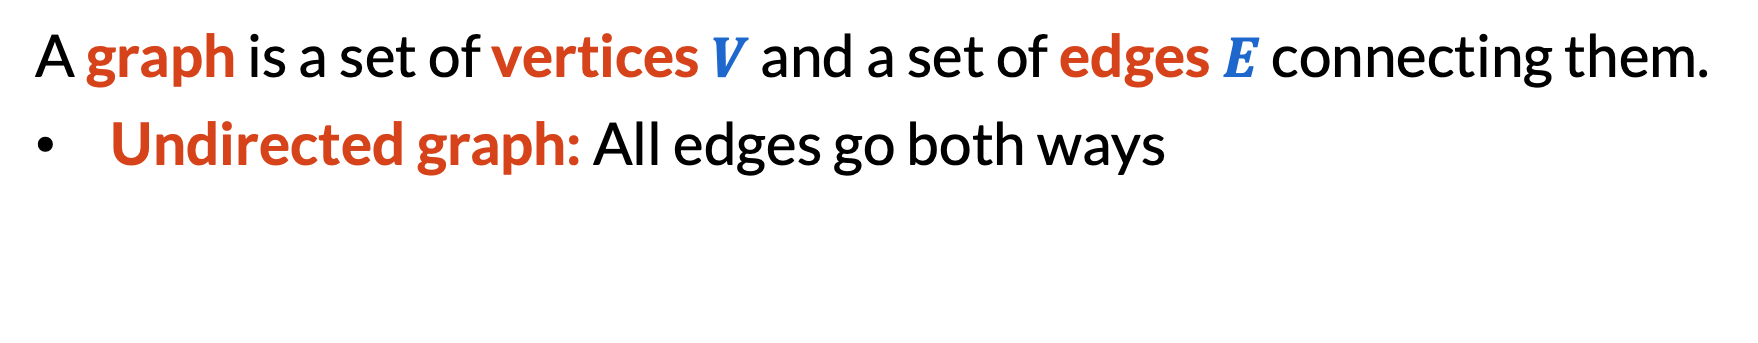 A graph is a set of vertices V and a set of edges E connecting them.
• Undirected graph: All edges go both ways